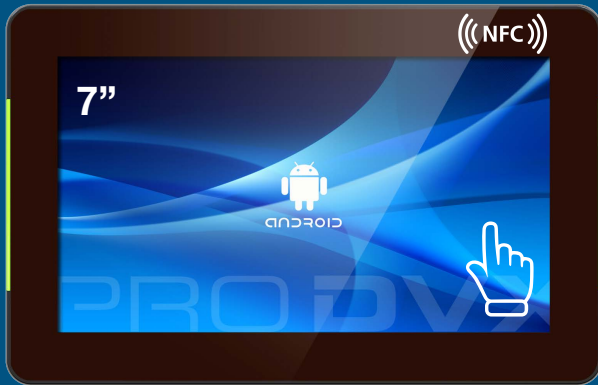 ((( NFC )))
7”
ANDROID
PRODVX